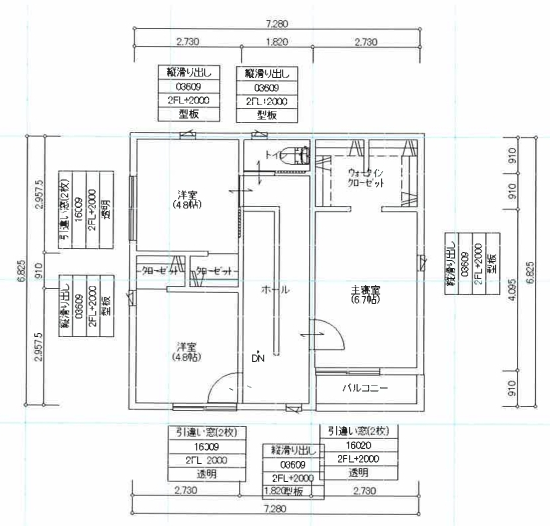 7.280
2.730
1.820
2.730
縦滑り出し
03609
2FL+2000
型板
縦滑り出し
03609
2FL+2000
型板
トイレ
ウォークイン
クローゼット
洋室
(4.8帖)
クローゼット
クローゼット
ホール
主寝室
(6.7帖)
洋室
(4.8帖)
DN
バルコニー
6.825
2.957.5
910
2.957.5
引違い窓(2枚)
16009
2FL+2000
透明
縦滑り出し
03609
2FL+2000
型板
縦滑り出し
03609
2FL+2000
型板
910
910
4.095
910
6.825
引違い窓(2枚)
16009
2FL 2000
透明
縦滑り出し
03609
2FL+2000
型板
引違い窓(2枚)
16020
2FL+2000
透明
2.730
1.820
2.730
7.280